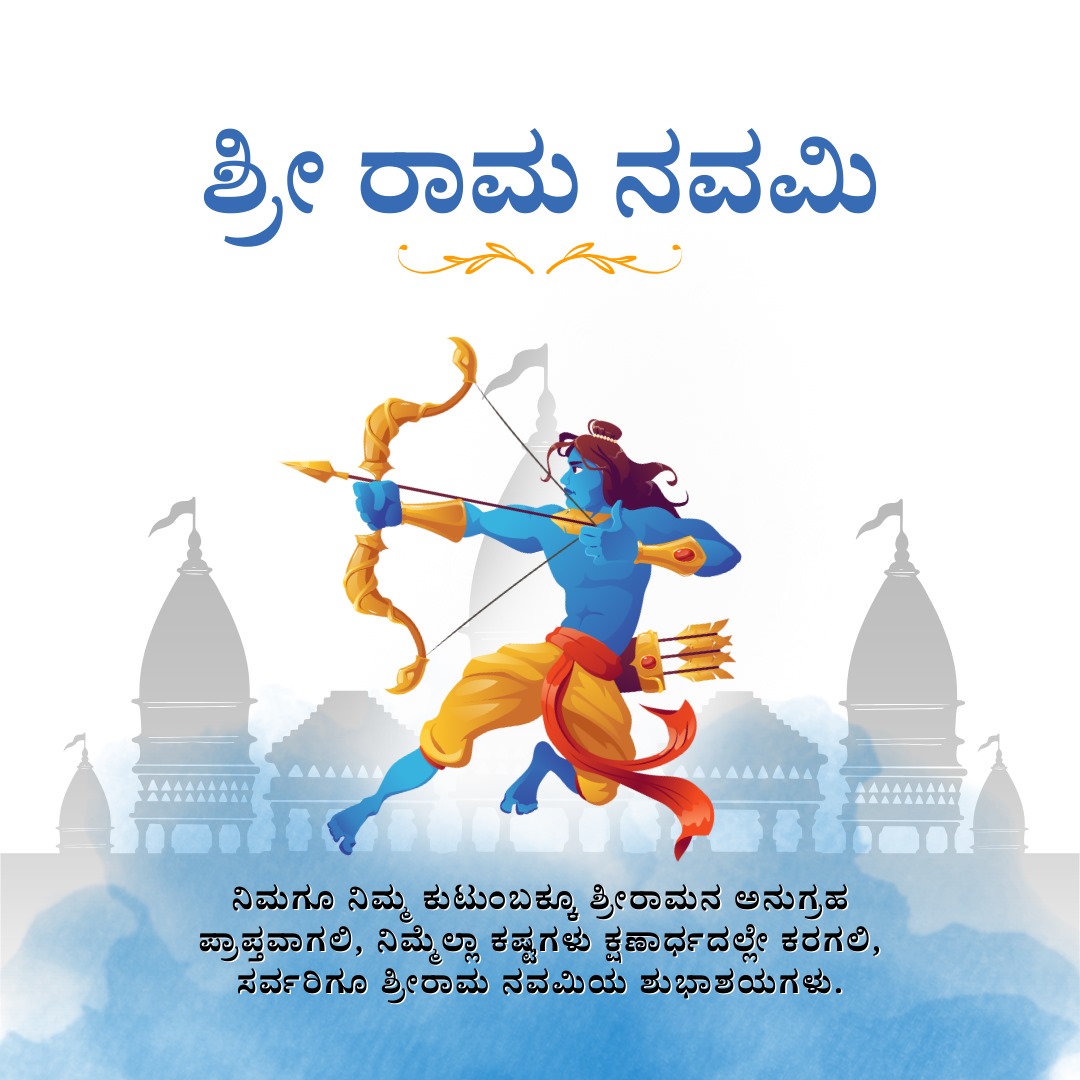 ಶ್ರೀ ರಾಮ ನವಮಿ
ನಿಮಗೂ ನಿಮ್ಮ ಕುಟುಂಬಕ್ಕೂ ಶ್ರೀರಾಮನ ಅನುಗ್ರಹ
ಪ್ರಾಪ್ತವಾಗಲಿ, ನಿಮ್ಮೆಲ್ಲಾ ಕಷ್ಟಗಳು ಕ್ಷಣಾರ್ಧದಲ್ಲೇ ಕರಗಲಿ,
ಸರ್ವರಿಗೂ ಶ್ರೀರಾಮ ನವಮಿಯ ಶುಭಾಶಯಗಳು.